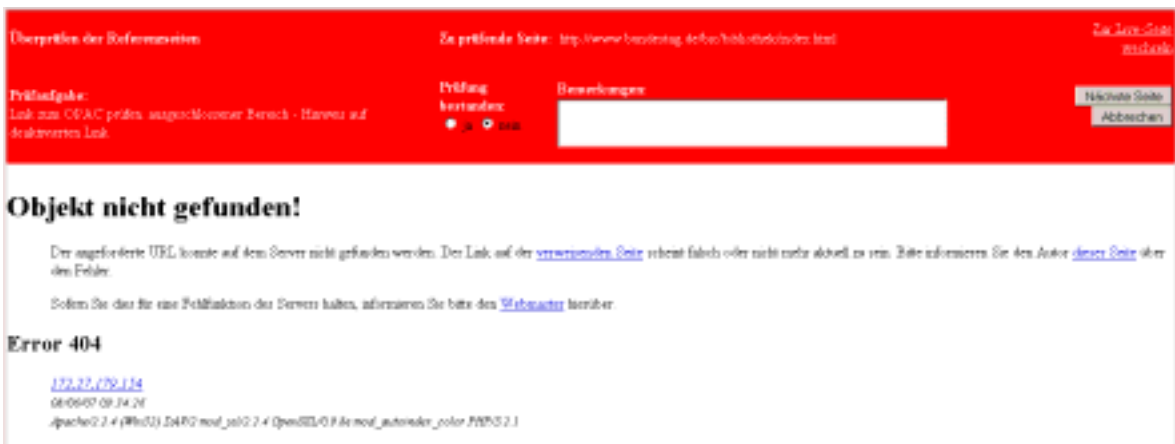 Überprüfen der Referenzseiten
Zu prüfende Seite: http://www.bundestag.de/bic/bibliothek/index.html
Zur Live-Seite
wechseln
Prüfaufgabe:
Link zum OPAC prüfen, ausgeschlossener Bereich - Hinweis auf
deaktivierten Link
Prüfung
bestanden:
ja nein
Bemerkungen:
Nächste Seite
Abbrechen
Objekt nicht gefunden!
Der angeforderte URL konnte auf dem Server nicht gefunden werden. Der Link auf der verweisenden Seite scheint falsch oder nicht mehr aktuell zu sein. Bitte informieren Sie den Autor dieser Seite über
den Fehler.
Sofern Sie dies für eine Fehlfunktion des Servers halten, informieren Sie bitte den Webmaster hierüber.
Error 404
172.27.179.134
09:34:26
Apache/2.2.4 (Win32) DAV/2 mod_ssl/2.2.4 OpenSSL/0.9.8e mod_autoindex_color PHP/5.2.1